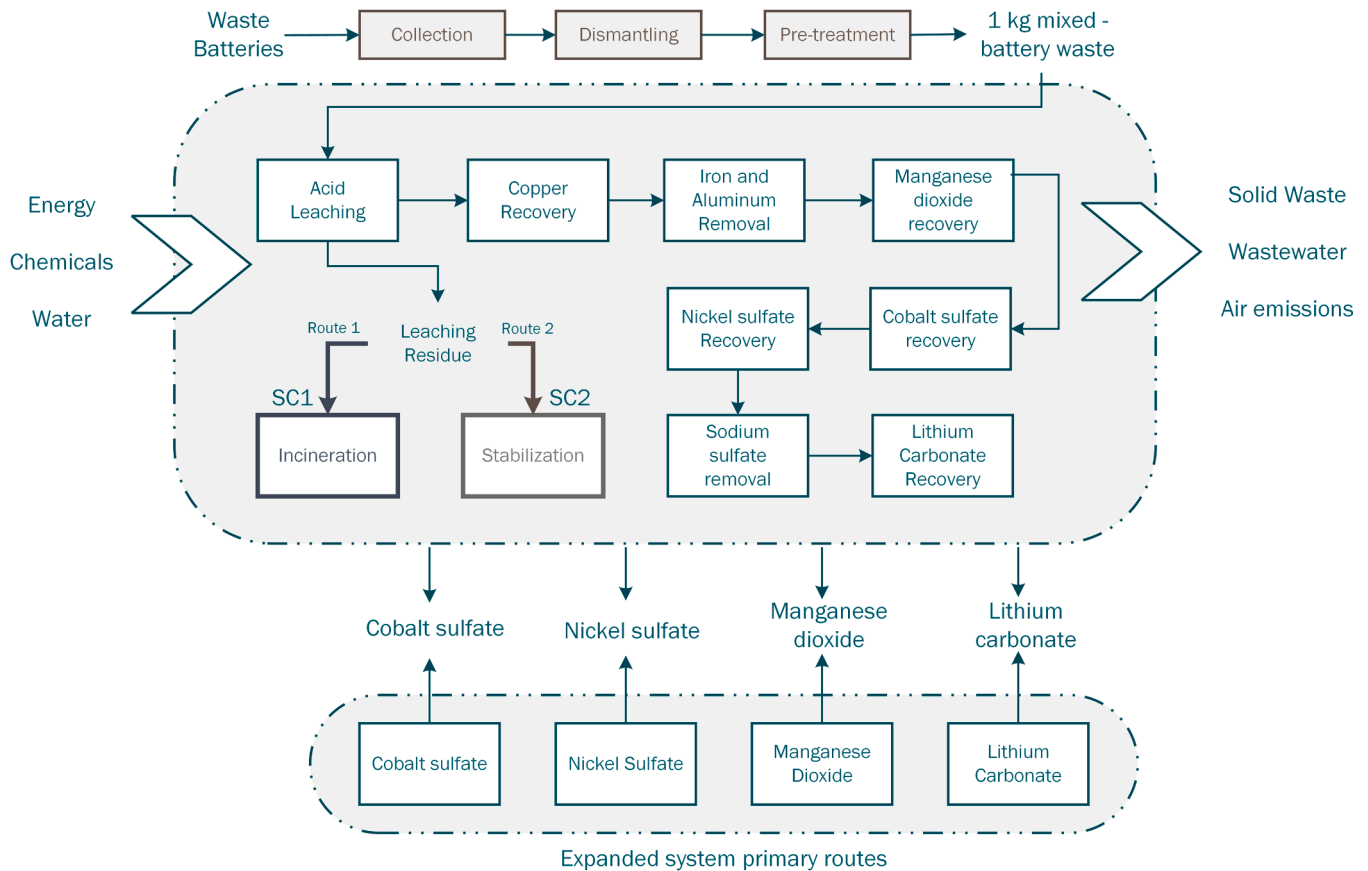 Waste
Batteries
Collection
Dismantling
Pre-treatment
1 kg mixed -
battery waste
Energy
Chemicals
Water
Acid
Leaching
Copper
Recovery
Iron and
Aluminum
Removal
Manganese
dioxide
recovery
Solid Waste
Wastewater
Air emissions
Nickel sulfate
Recovery
Cobalt sulfate
recovery
Route 1
Leaching
Residue
Route 2
SC1
SC2
Incineration
Stabilization
Sodium
sulfate
removal
Lithium
Carbonate
Recovery
Cobalt sulfate
Nickel sulfate
Manganese
dioxide
Lithium
carbonate
Cobalt sulfate
Nickel Sulfate
Manganese
Dioxide
Lithium
Carbonate
Expanded system primary routes